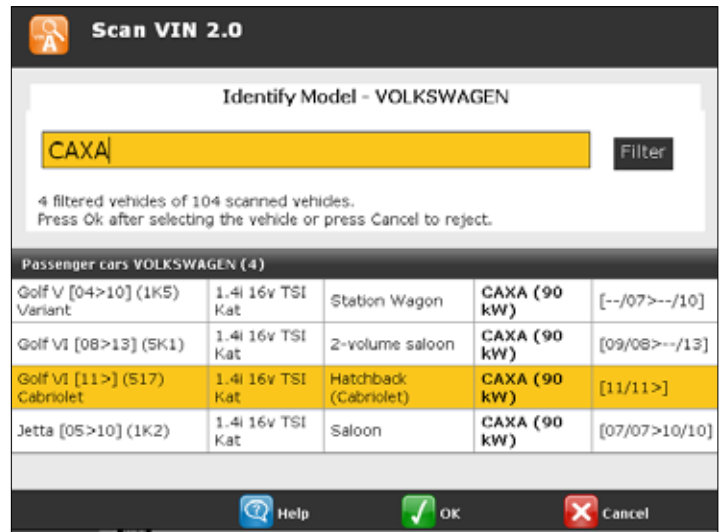 Scan VIN 2.0
Identify Model - VOLKSWAGEN
CAXA
Filter
4 filtered vehicles of 104 scanned vehicles.
Press Ok after selecting the vehicle or press Cancel to reject.
Passenger cars VOLKSWAGEN (4)
Golf V [04>10] (1K5) Variant 1.4i 16v TSI Kat Station Wagon CAXA (90 kW) [--/07>--/10]
Golf VI [08>13] (5K1) 1.4i 16v TSI Kat 2-volume saloon CAXA (90 kW) [09/08>--/13]
Golf VI [11>] (517) Cabriolet 1.4i 16v TSI Kat Hatchback (Cabriolet) CAXA (90 kW) [11/11>]
Jetta [05>10] (1K2) 1.4i 16v TSI Kat Saloon CAXA (90 kW) [07/07>10/10]
Help OK Cancel